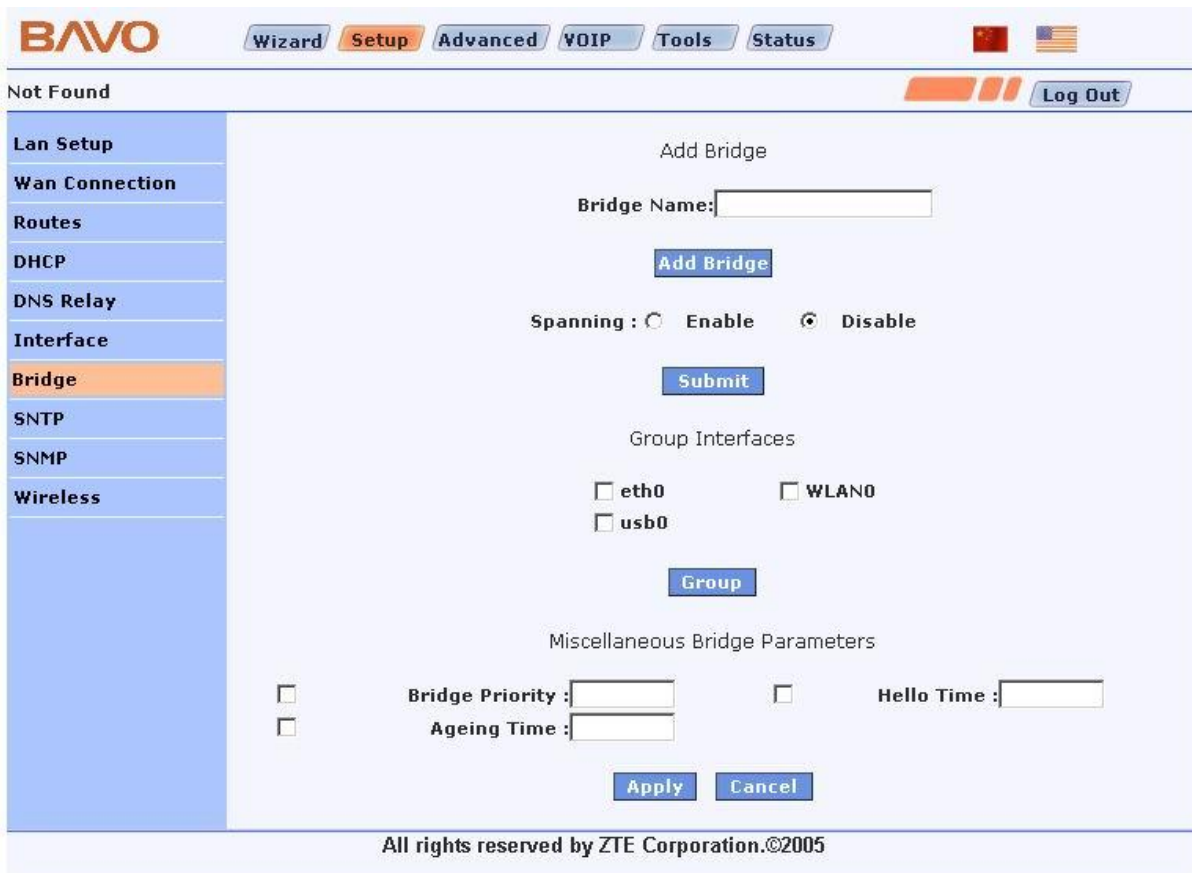 BAVO Wizard Setup Advanced VOIP Tools Status
Not Found Log Out
Lan Setup
Wan Connection
Routes
DHCP
DNS Relay
Interface
Bridge
SNTP
SNMP
Wireless
Add Bridge
Bridge Name:
Add Bridge
Spanning : Enable Disable
Submit
Group Interfaces
eth0 WLAN0
usb0
Group
Miscellaneous Bridge Parameters
Bridge Priority : Hello Time :
Ageing Time :
Apply Cancel
All rights reserved by ZTE Corporation.©2005